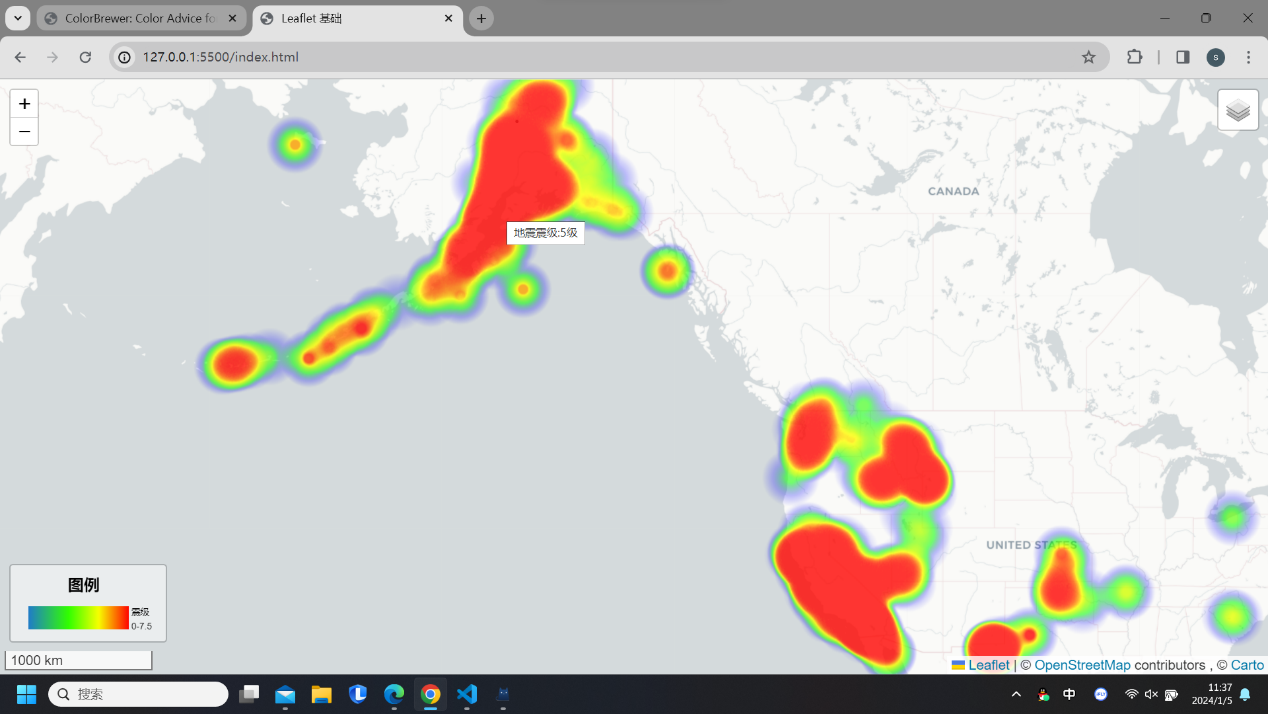 ColorBrewer: Color Advice fo
Leaflet 基础
127.0.0.1:5500/index.html
S
+
−
CANADA
地震震级:5级
UNITED STATES
图例
震级
0-7.5
1000 km
Leaflet | © OpenStreetMap contributors , © Carto
搜索
中
11:37
2024/1/5